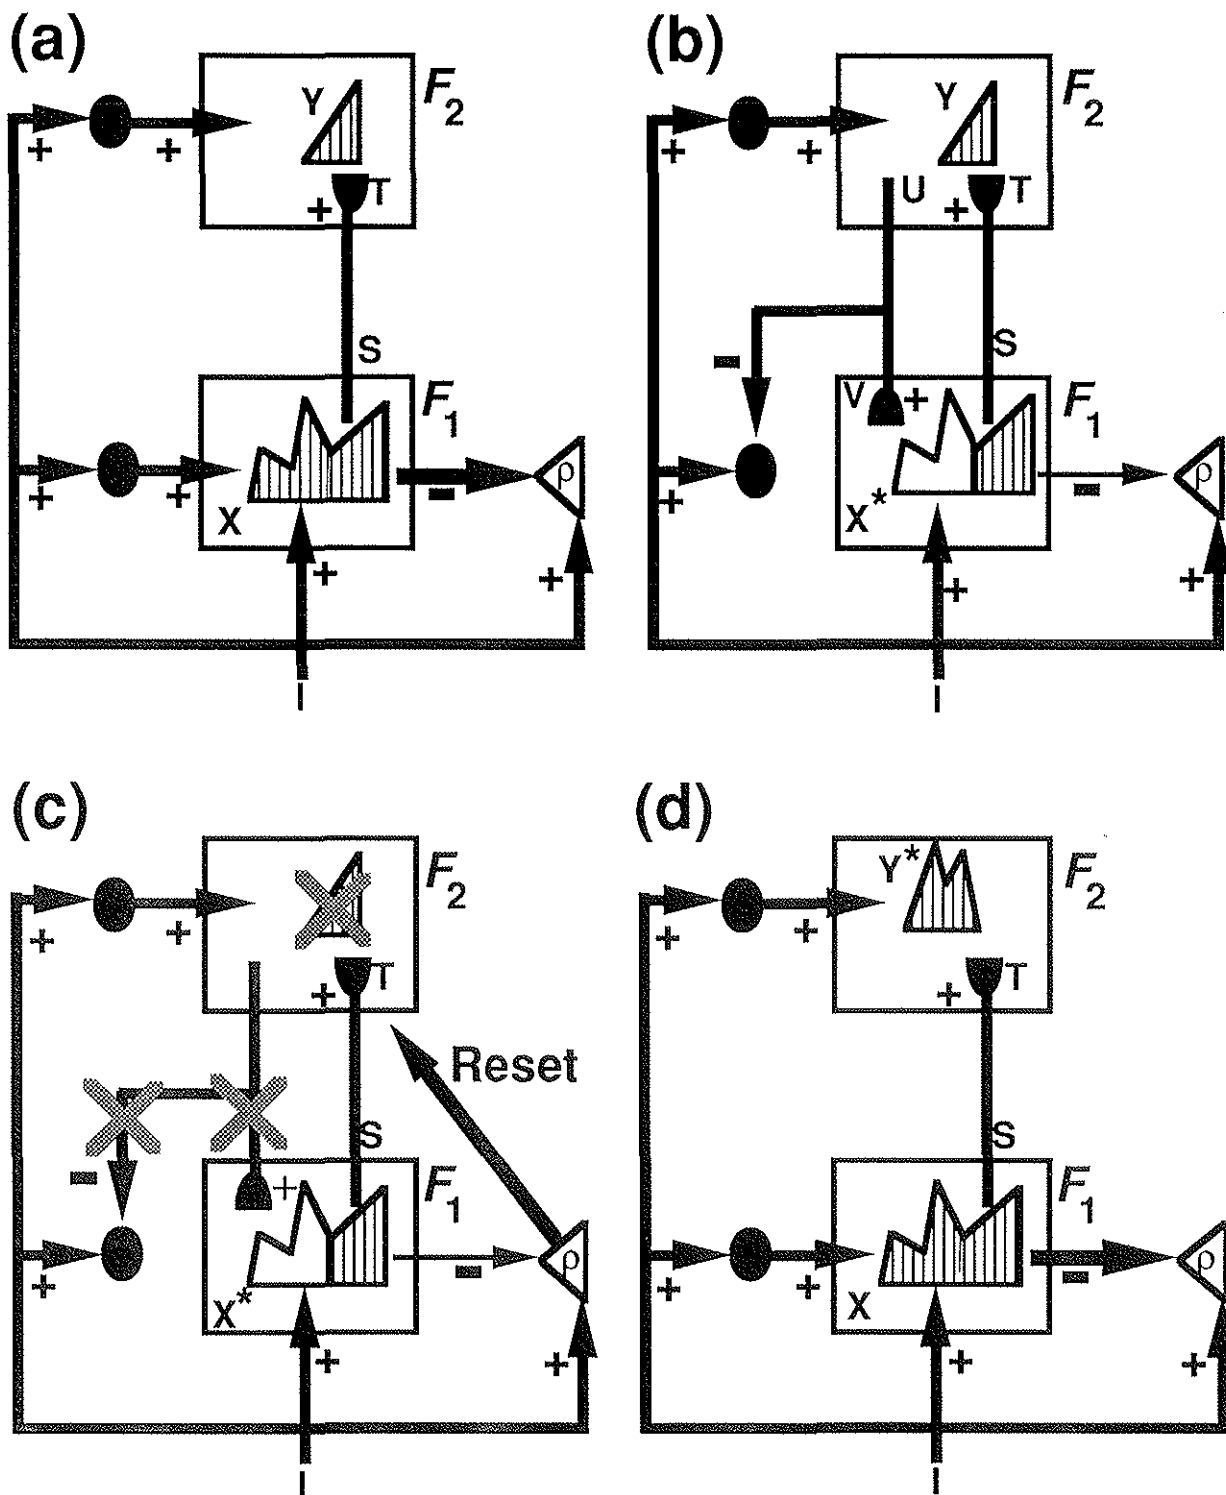 (a)
Y
F2
+
+
+
T
S
F1
ρ
+
+
-
X
+
+
I
(b)
Y
F2
+
+
U
+
T
-
S
V
+
F1
ρ
+
X*
-
+
+
I
(c)
F2
+
+
+
T
Reset
S
-
+
F1
ρ
+
X*
-
+
+
I
(d)
Y*
F2
+
+
+
T
S
F1
ρ
+
+
X
-
+
+
I